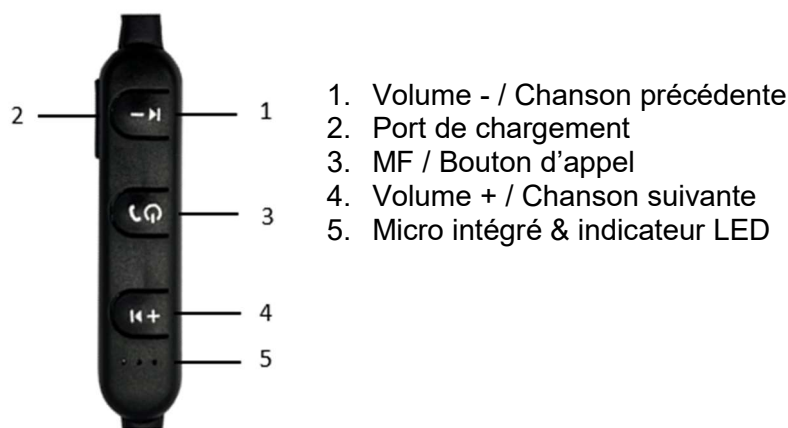 1. Volume - / Chanson précédente
2. Port de chargement
3. MF / Bouton d’appel
4. Volume + / Chanson suivante
5. Micro intégré & indicateur LED
2
1
3
4
5